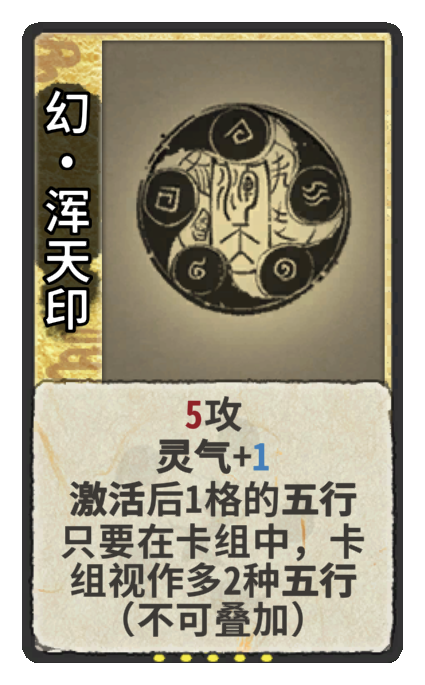 幻·浑天印
5攻
灵气+1
激活后1格的五行
只要在卡组中，卡
组视作多2种五行
（不可叠加）